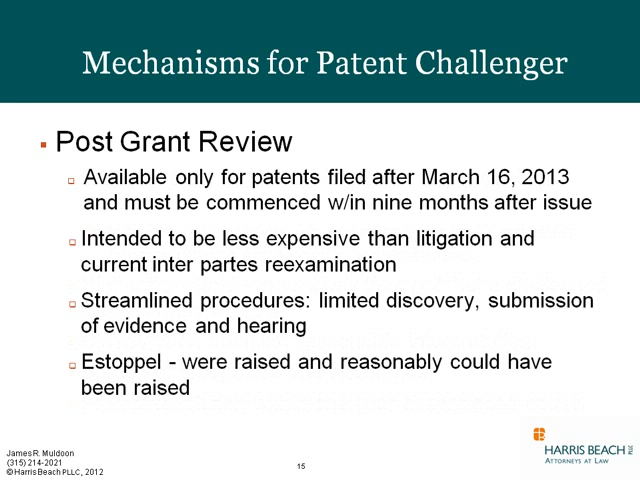 Mechanisms for Patent Challenger
Post Grant Review
Available only for patents filed after March 16, 2013
and must be commenced w/in nine months after issue
Intended to be less expensive than litigation and
current inter partes reexamination
Streamlined procedures: limited discovery, submission
of evidence and hearing
Estoppel - were raised and reasonably could have
been raised
James R. Muldoon
(315) 214-2021
© Harris Beach PLLC, 2012
15
HARRIS BEACH PLLC
ATTORNEYS AT LAW